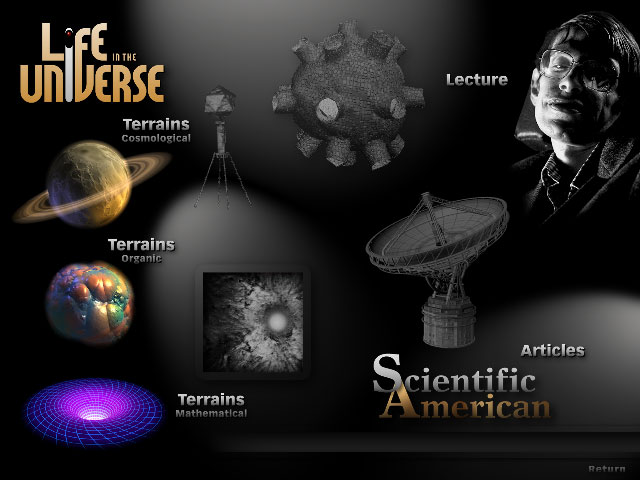 LiFE
IN THE
UNIVERSE
Lecture
Terrains
Cosmological
Terrains
Organic
Articles
Scientific
American
Terrains
Mathematical
Return